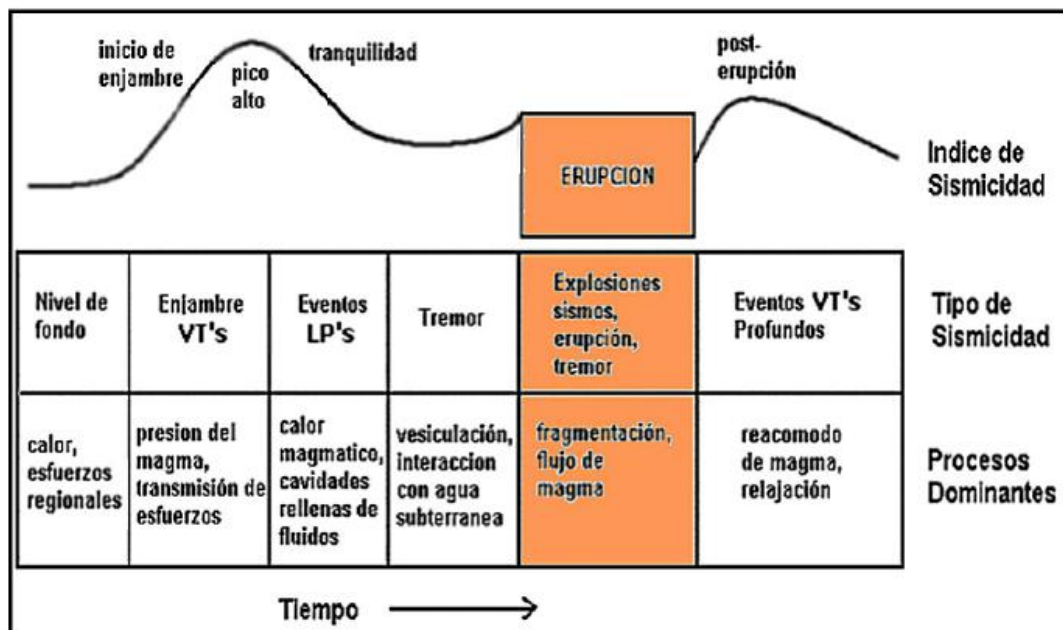 inicio de
enjambre
pico
alto
tranquilidad
post-
erupción
ERUPCION
Indice de
Sismicidad
Nivel de
fondo
Enjambre
VT's
Eventos
LP's
Tremor
Explosiones
sismos,
erupción,
tremor
Eventos VT's
Profundos
Tipo de
Sismicidad
calor,
esfuerzos
regionales
presion del
magma,
transmisión de
esfuerzos
calor
magmatico,
cavidades
rellenas de
fluidos
vesiculación,
interaccion
con agua
subterranea
fragmentación,
flujo de
magma
reacomodo
de magma,
relajación
Procesos
Dominantes
Tiempo